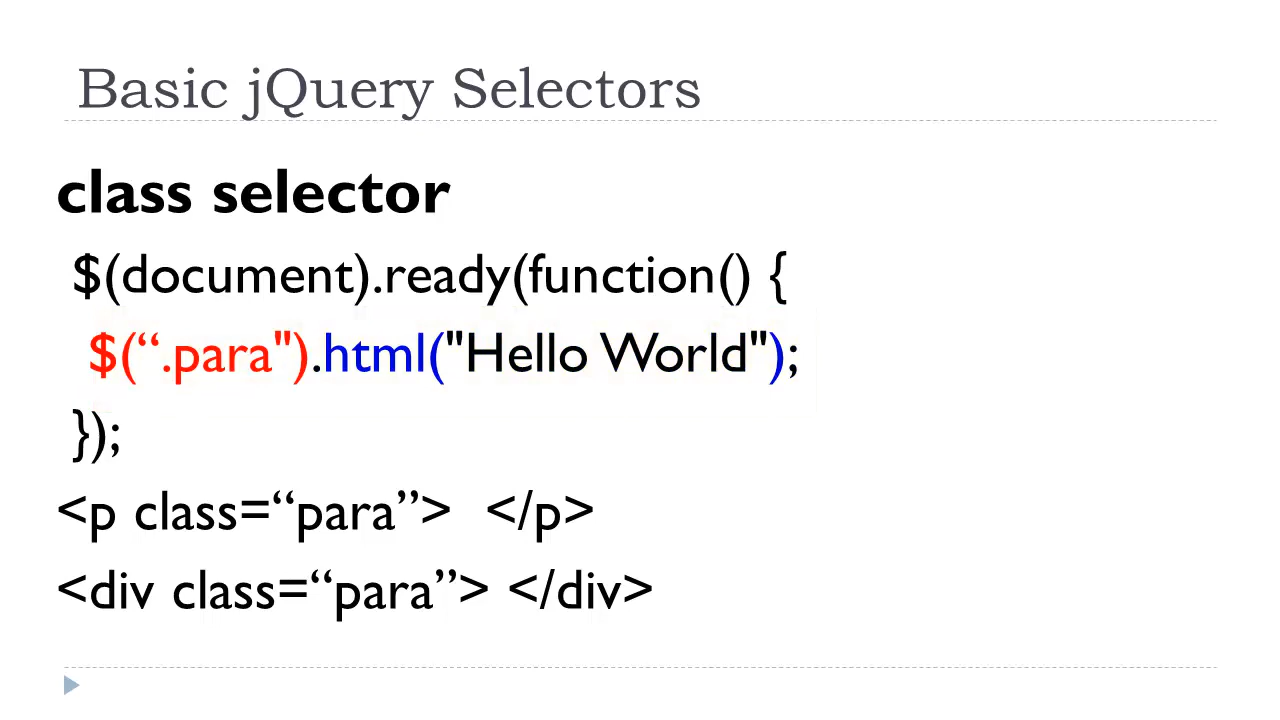 Basic jQuery Selectors
class selector
$(document).ready(function() {
$(“.para").html("Hello World");
});
<p class=“para”>  </p>
<div class=“para”> </div>